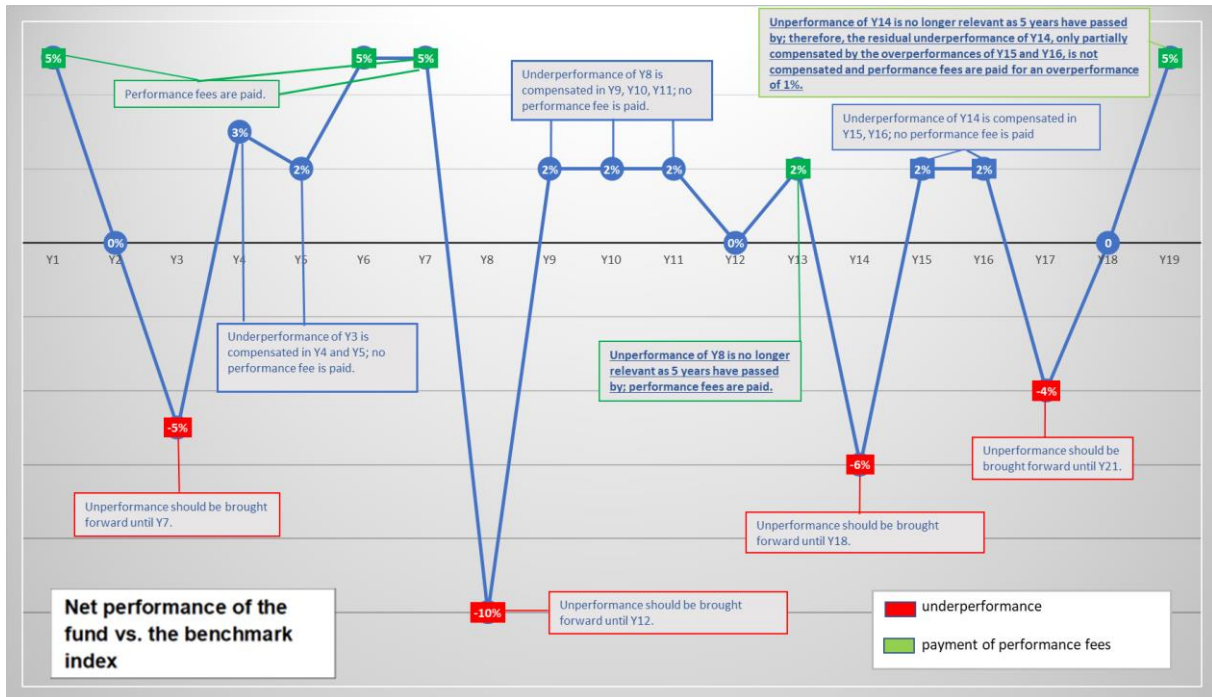 Unperformance of Y14 is no longer relevant as 5 years have passed
by; therefore, the residual underperformance of Y14, only partially
compensated by the overperformances of Y15 and Y16, is not
compensated and performance fees are paid for an overperformance
of 1%.
5%
5%
5%
5%
Performance fees are paid.
Underperformance of Y8 is
compensated in Y9, Y10, Y11; no
performance fee is paid.
Underperformance of Y14 is compensated in
Y15, Y16; no performance fee is paid
3%
2%
2%
2%
2%
2%
2%
2%
0%
0%
0
Y1
Y2
Y3
Y4
Y5
Y6
Y7
Y8
Y9
Y10
Y11
Y12
Y13
Y14
Y15
Y16
Y17
Y18
Y19
Underperformance of Y3 is
compensated in Y4 and Y5; no
performance fee is paid.
Unperformance of Y8 is no longer
relevant as 5 years have passed
by; performance fees are paid.
-4%
-5%
-6%
Unperformance should be
brought forward until Y21.
Unperformance should be brought
forward until Y7.
Unperformance should be brought
forward until Y18.
-10%
Unperformance should be brought
forward until Y12.
Net performance of the
fund vs. the benchmark
index
underperformance
payment of performance fees